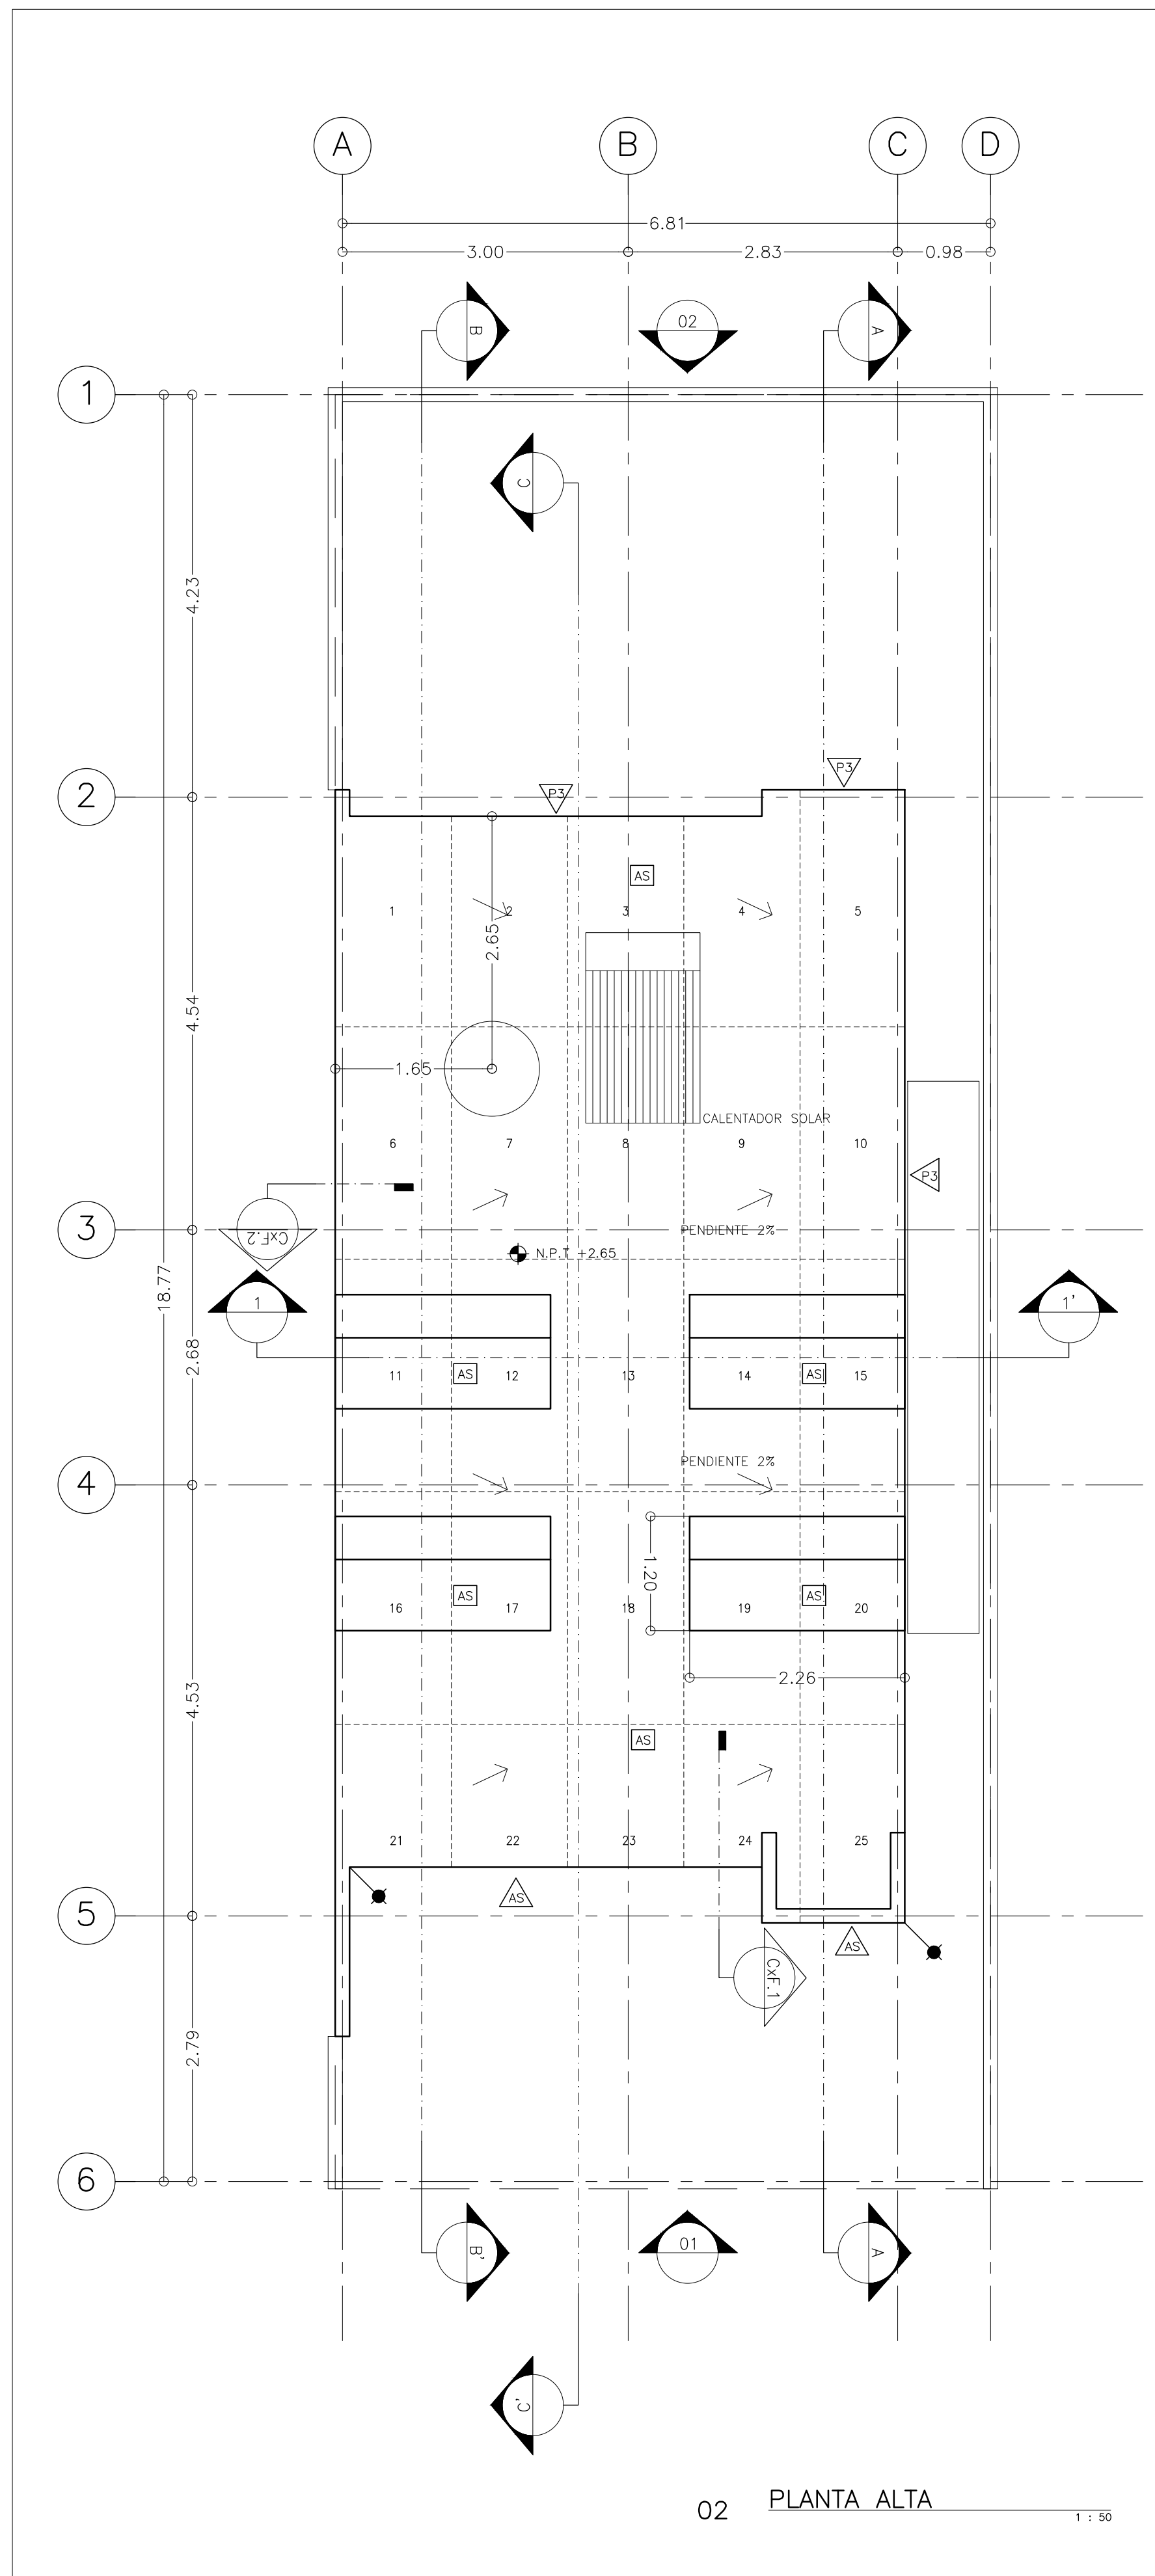 A B C D
6.81
3.00 2.83 0.98
B 02 A
1
C
4.23
2
P3
P3
AS
1 2 3 4 5
2.65
4.54
1.65
CALENTADOR SOLAR
6 7 8 9 10
P3
CxF.2
3
PENDIENTE 2%
N.P.T +2.65
18.77
1 1'
2.68
11 AS 12 13 14 AS 15
PENDIENTE 2%
4
1.20
16 AS 17 18 19 AS 20
2.26
4.53
AS
21 22 23 24 25
AS
5
AS
CxF.1
2.79
6
B' 01 A
C'
02 PLANTA ALTA
1 : 50